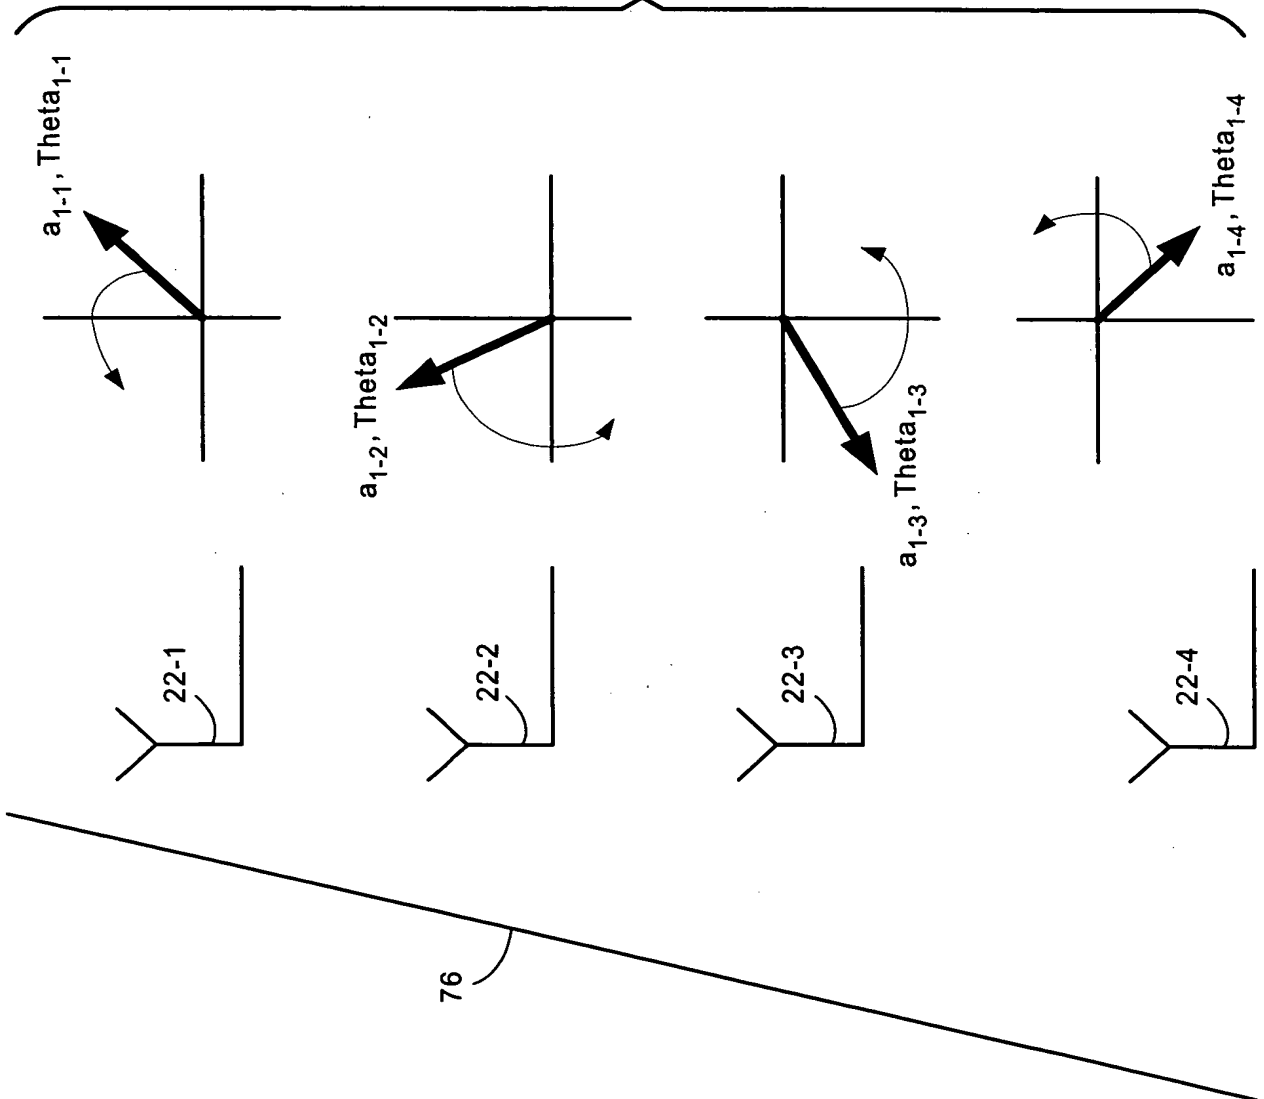 a1-1, Theta1-1
a1-2, Theta1-2
a1-3, Theta1-3
a1-4, Theta1-4
22-1
22-2
22-3
22-4
76